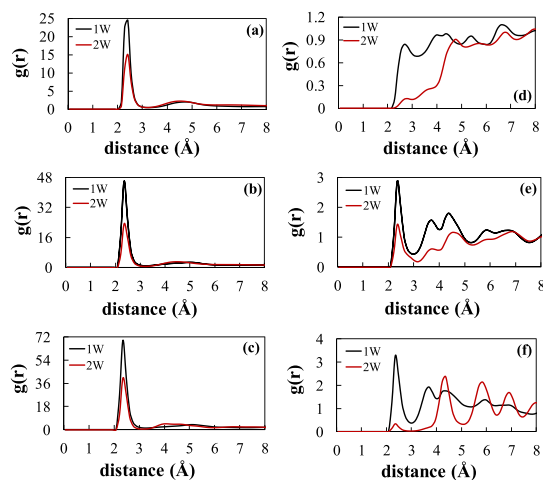 25
20
15
10
5
0
g(r)
1W
2W
(a)
0 1 2 3 4 5 6 7 8
distance (Å)
1.2
0.9
0.6
0.3
0
g(r)
1W
2W
(d)
0 1 2 3 4 5 6 7 8
distance (Å)
48
32
16
0
g(r)
1W
2W
(b)
0 1 2 3 4 5 6 7 8
distance (Å)
3
2
1
0
g(r)
1W
2W
(e)
0 1 2 3 4 5 6 7 8
distance (Å)
72
54
36
18
0
g(r)
1W
2W
(c)
0 1 2 3 4 5 6 7 8
distance (Å)
4
3
2
1
0
g(r)
1W
2W
(f)
0 1 2 3 4 5 6 7 8
distance (Å)